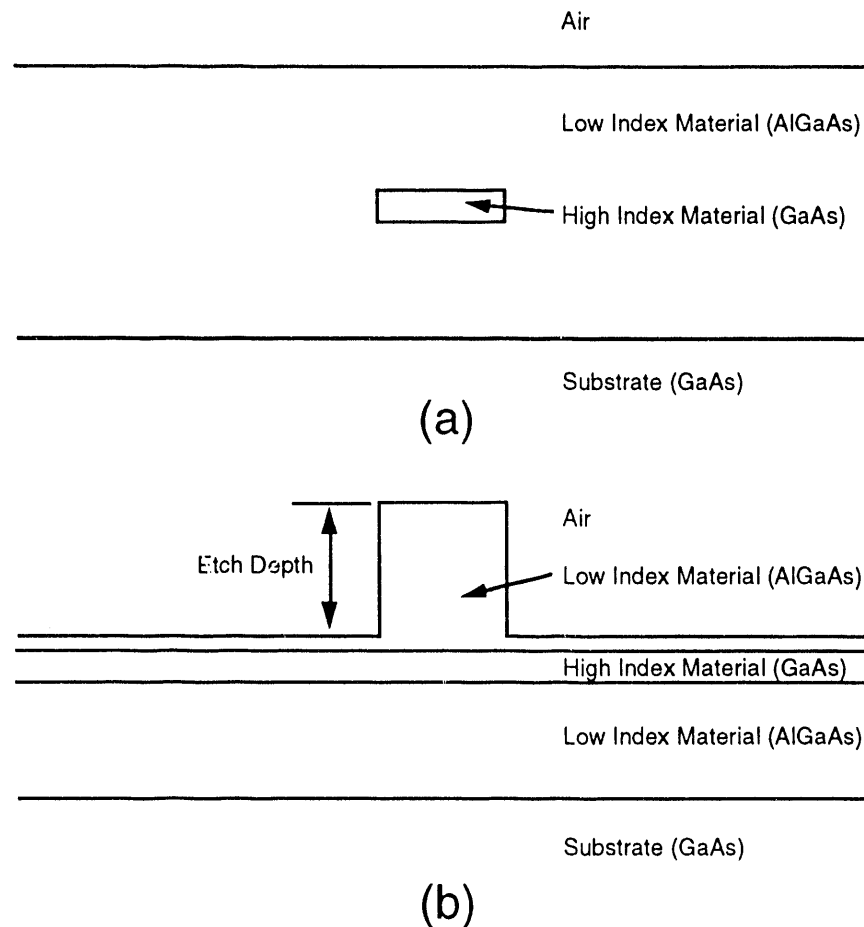 Air
Low Index Material (AlGaAs)
High Index Material (GaAs)
Substrate (GaAs)
(a)
Air
Etch Depth
Low Index Material (AlGaAs)
High Index Material (GaAs)
Low Index Material (AlGaAs)
Substrate (GaAs)
(b)